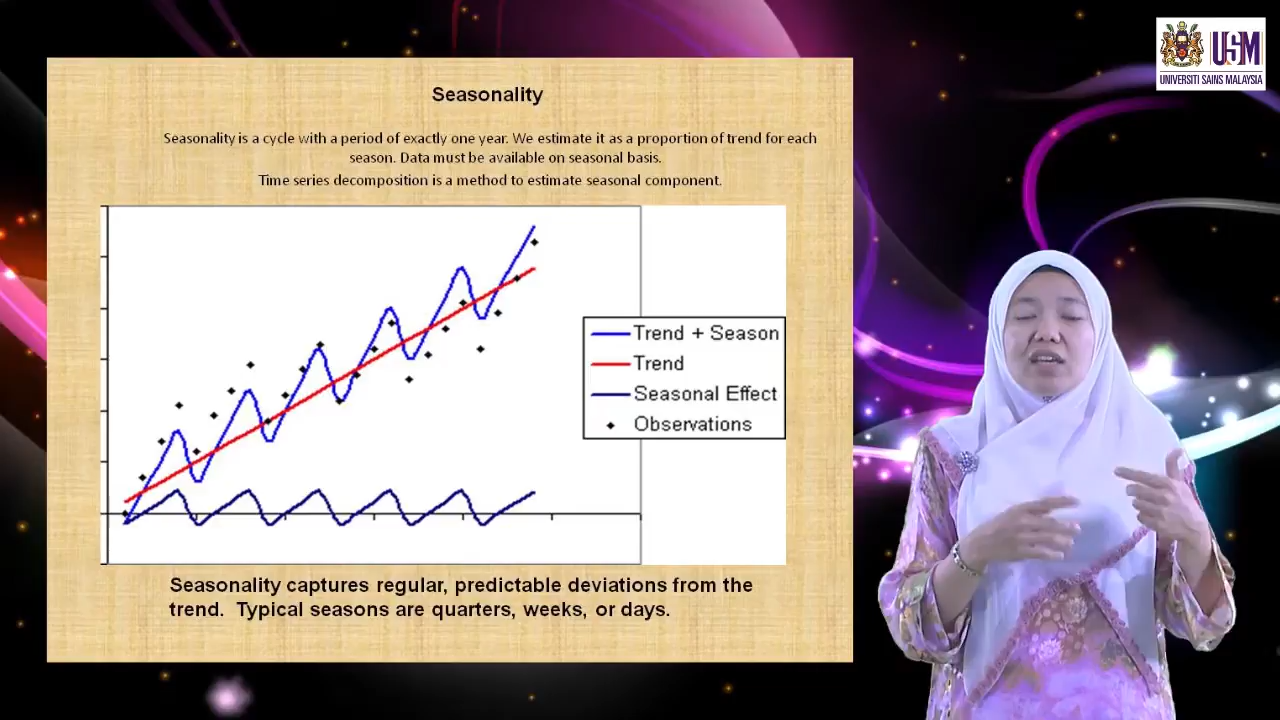 USM
UNIVERSITI SAINS MALAYSIA
Seasonality
Seasonality is a cycle with a period of exactly one year. We estimate it as a proportion of trend for each
season. Data must be available on seasonal basis.
Time series decomposition is a method to estimate seasonal component.
Trend + Season
Trend
Seasonal Effect
Observations
Seasonality captures regular, predictable deviations from the
trend. Typical seasons are quarters, weeks, or days.